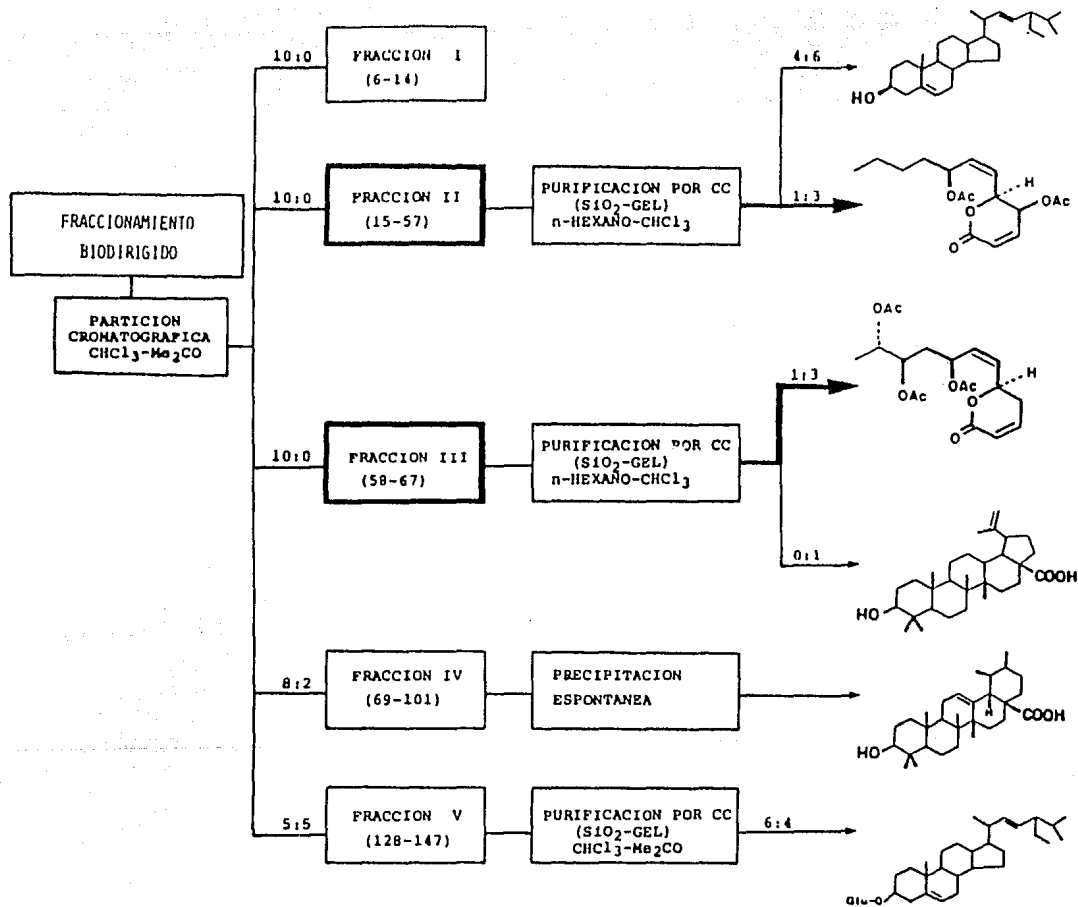 FRACCIONAMIENTO
BIODIRIGIDO
PARTICION
CROMATOGRAFICA
CHCl3-Me2CO
10:0
FRACCION I
(6-14)
10:0
FRACCION II
(15-57)
PURIFICACION POR CC
(SiO2-GEL)
n-HEXANO-CHCl3
4:6
HO
1:3
OAc
H
OAc
O
O
10:0
FRACCION III
(58-67)
PURIFICACION POR CC
(SiO2-GEL)
n-HEXANO-CHCl3
1:3
OAc
OAc
OAc
H
O
O
0:1
COOH
HO
8:2
FRACCION IV
(69-101)
PRECIPITACION
ESPONTANEA
H
COOH
HO
5:5
FRACCION V
(128-147)
PURIFICACION POR CC
(SiO2-GEL)
CHCl3-Me2CO
6:4
Glu-O